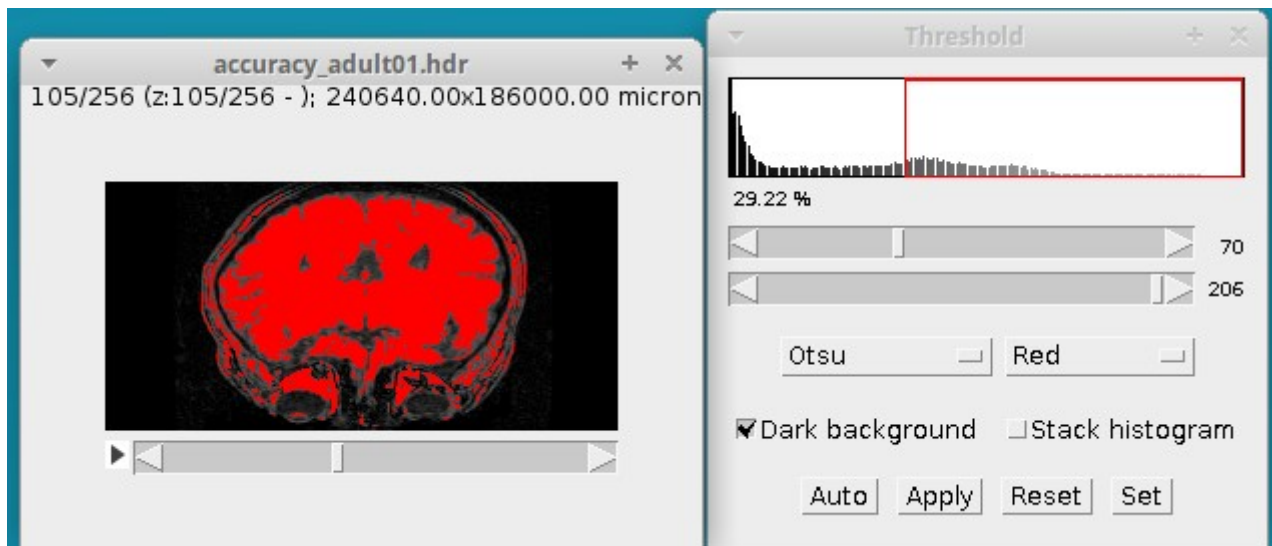 accuracy_adult01.hdr
105/256 (z:105/256 - ); 240640.00x186000.00 micron
Threshold
29.22 %
70
206
Otsu Red
Dark background Stack histogram
Auto Apply Reset Set